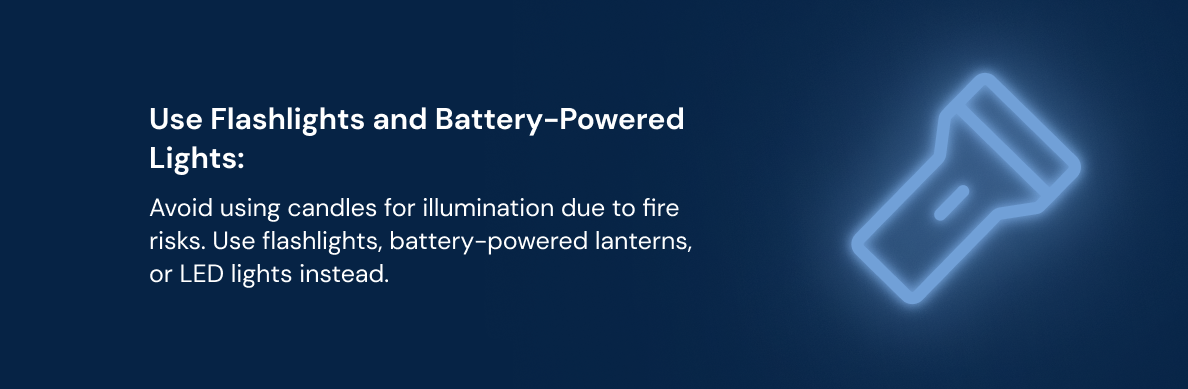 Use Flashlights and Battery-Powered
Lights:
Avoid using candles for illumination due to fire
risks. Use flashlights, battery-powered lanterns,
or LED lights instead.